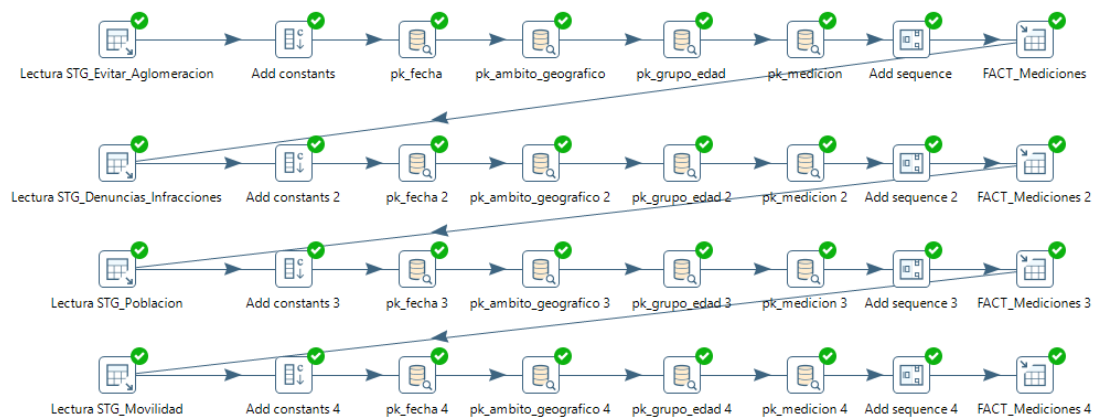 Lectura STG_Evitar_Aglomeracion Add constants pk_fecha pk_ambito_geografico pk_grupo_edad pk_medicion Add sequence FACT_Mediciones
Lectura STG_Denuncias_Infracciones Add constants 2 pk_fecha 2 pk_ambito_geografico 2 pk_grupo_edad 2 pk_medicion 2 Add sequence 2 FACT_Mediciones 2
Lectura STG_Poblacion Add constants 3 pk_fecha 3 pk_ambito_geografico 3 pk_grupo_edad 3 pk_medicion 3 Add sequence 3 FACT_Mediciones 3
Lectura STG_Movilidad Add constants 4 pk_fecha 4 pk_ambito_geografico 4 pk_grupo_edad 4 pk_medicion 4 Add sequence 4 FACT_Mediciones 4